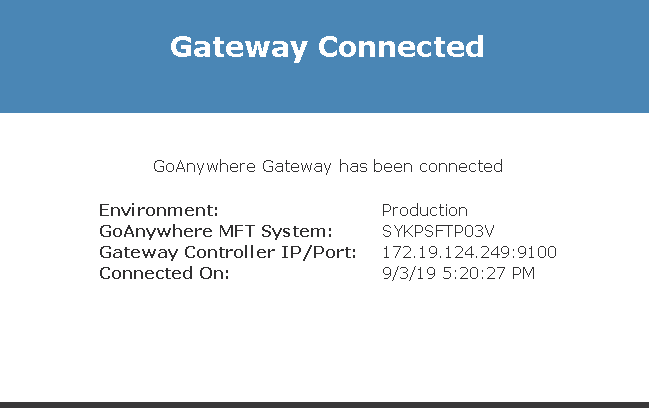 Gateway Connected
GoAnywhere Gateway has been connected
Environment: Production
GoAnywhere MFT System: SYKPSFTP03V
Gateway Controller IP/Port: 172.19.124.249:9100
Connected On: 9/3/19 5:20:27 PM